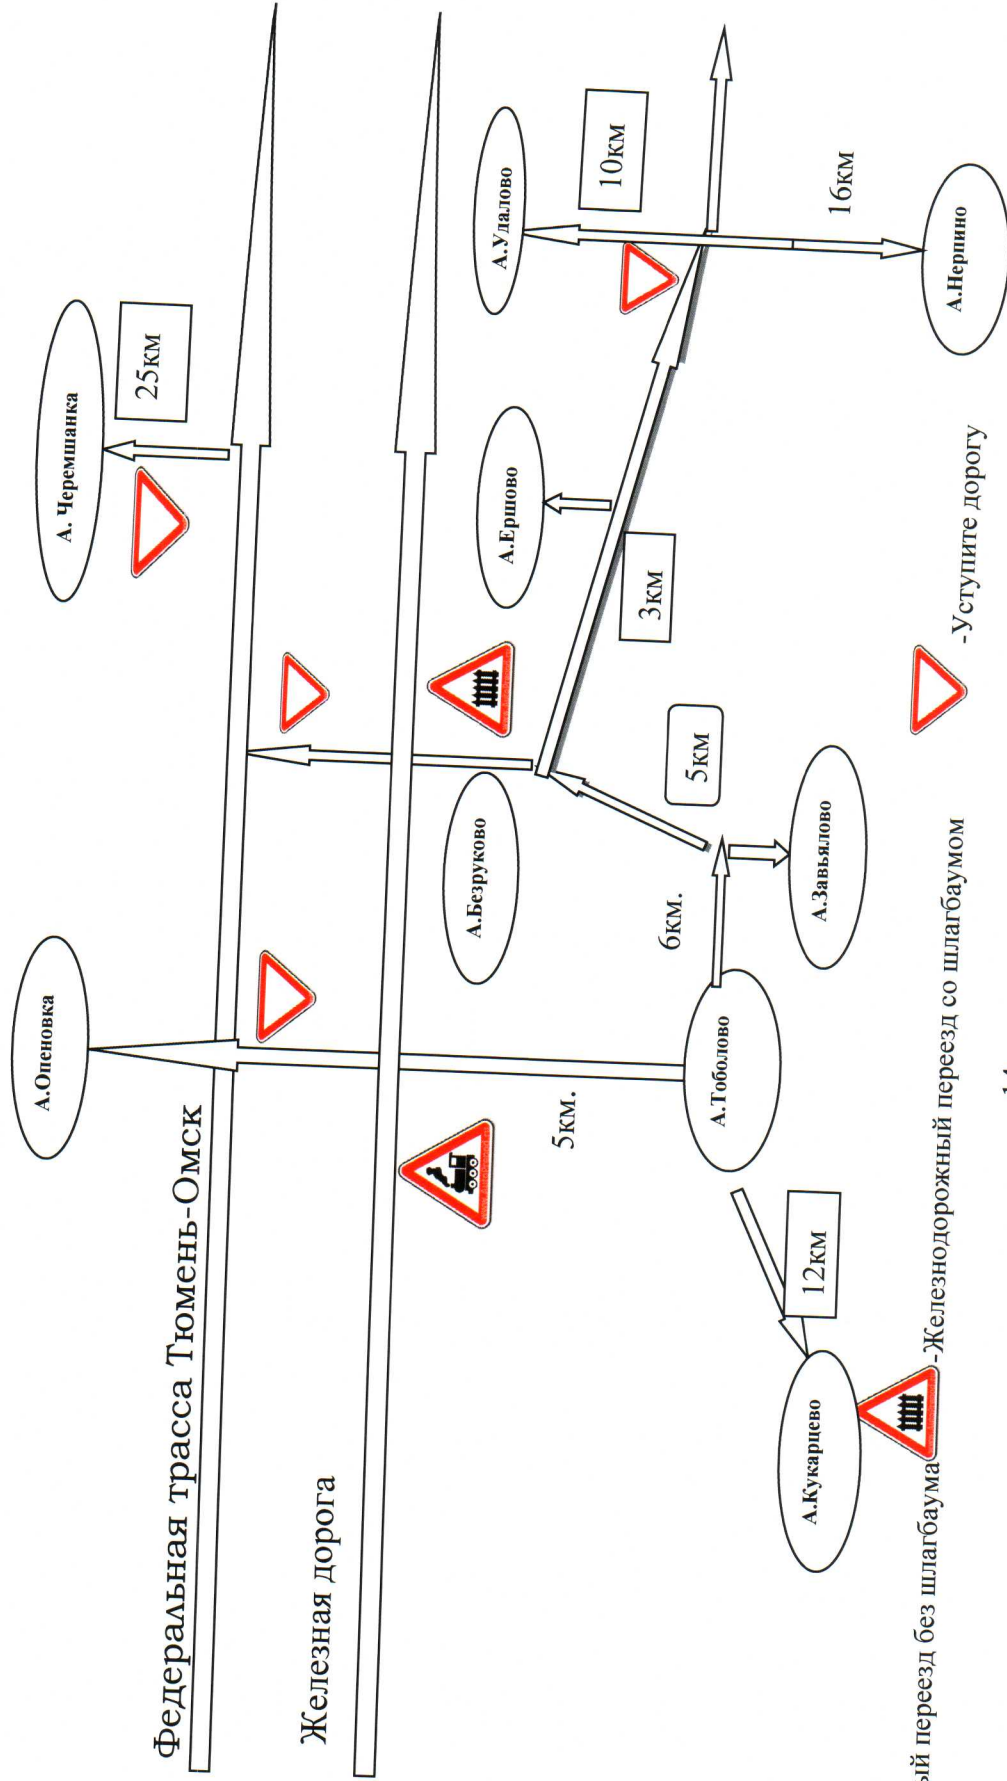 А.Опеновка
А. Черемшанка
25км
Федеральная трасса Тюмень-Омск
Железная дорога
А.Безруково
А.Ершово
А.Удалово
10км
5км.
6км.
5км
3км
16км
А.Тоболово
А.Завьялово
А.Нерпино
12км
А.Кукарцево
переезд без шлагбаума
-Железнодорожный переезд со шлагбаумом
-Уступите дорогу